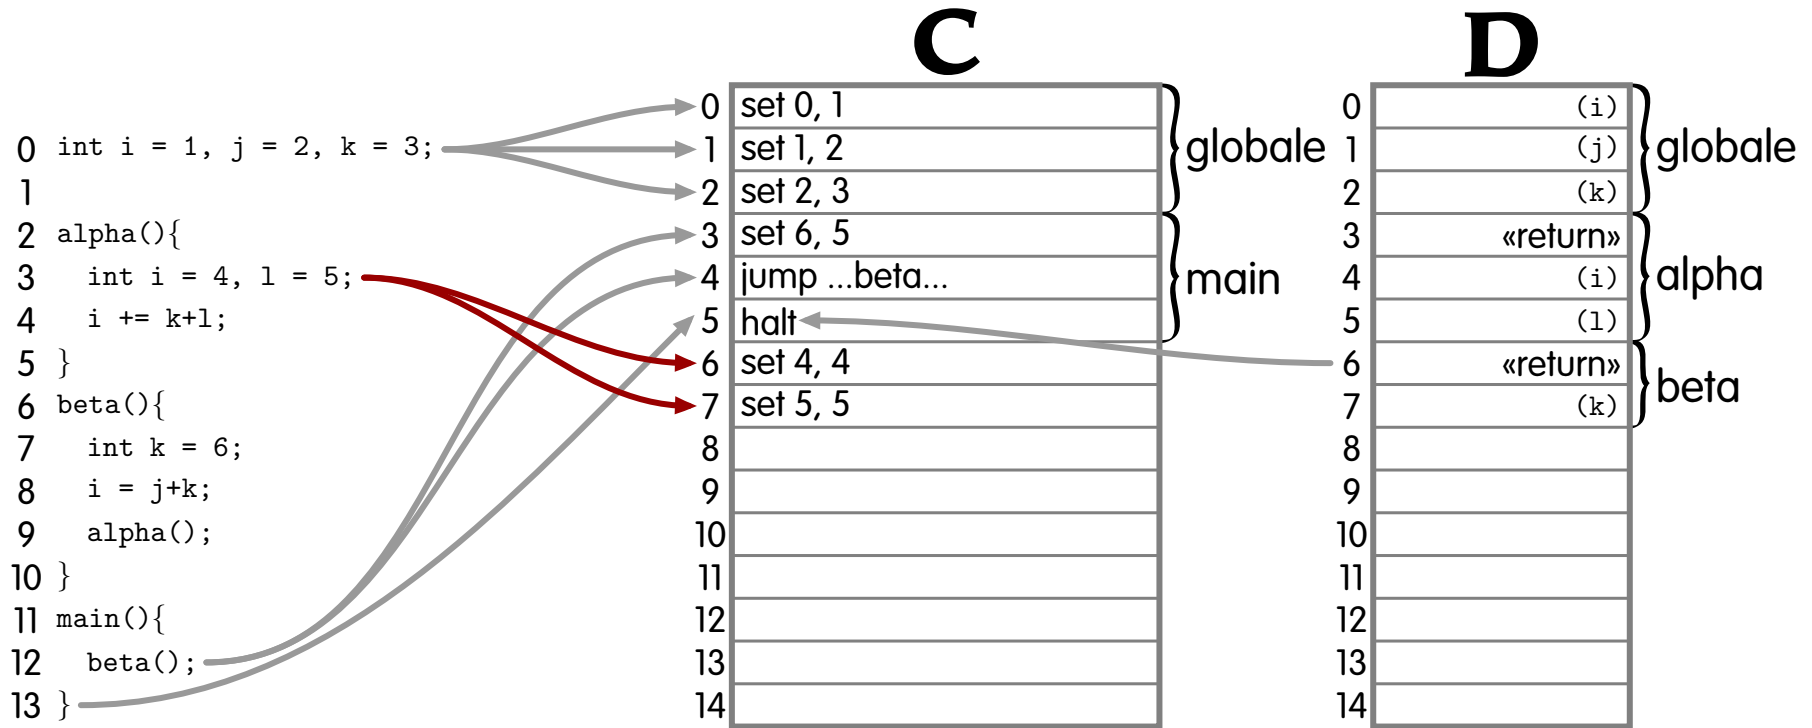 C D
0 int i = 1, j = 2, k = 3;
1
2 alpha(){
3 int i = 4, l = 5;
4 i += k+l;
5 }
6 beta(){
7 int k = 6;
8 i = j+k;
9 alpha();
10 }
11 main(){
12 beta();
13 }
0 set 0, 1
1 set 1, 2
2 set 2, 3
3 set 6, 5
4 jump ...beta...
5 halt
6 set 4, 4
7 set 5, 5
8
9
10
11
12
13
14
globale
main
0 (i)
1 (j)
2 (k)
3 «return»
4 (i)
5 (l)
6 «return»
7 (k)
8
9
10
11
12
13
14
globale
alpha
beta